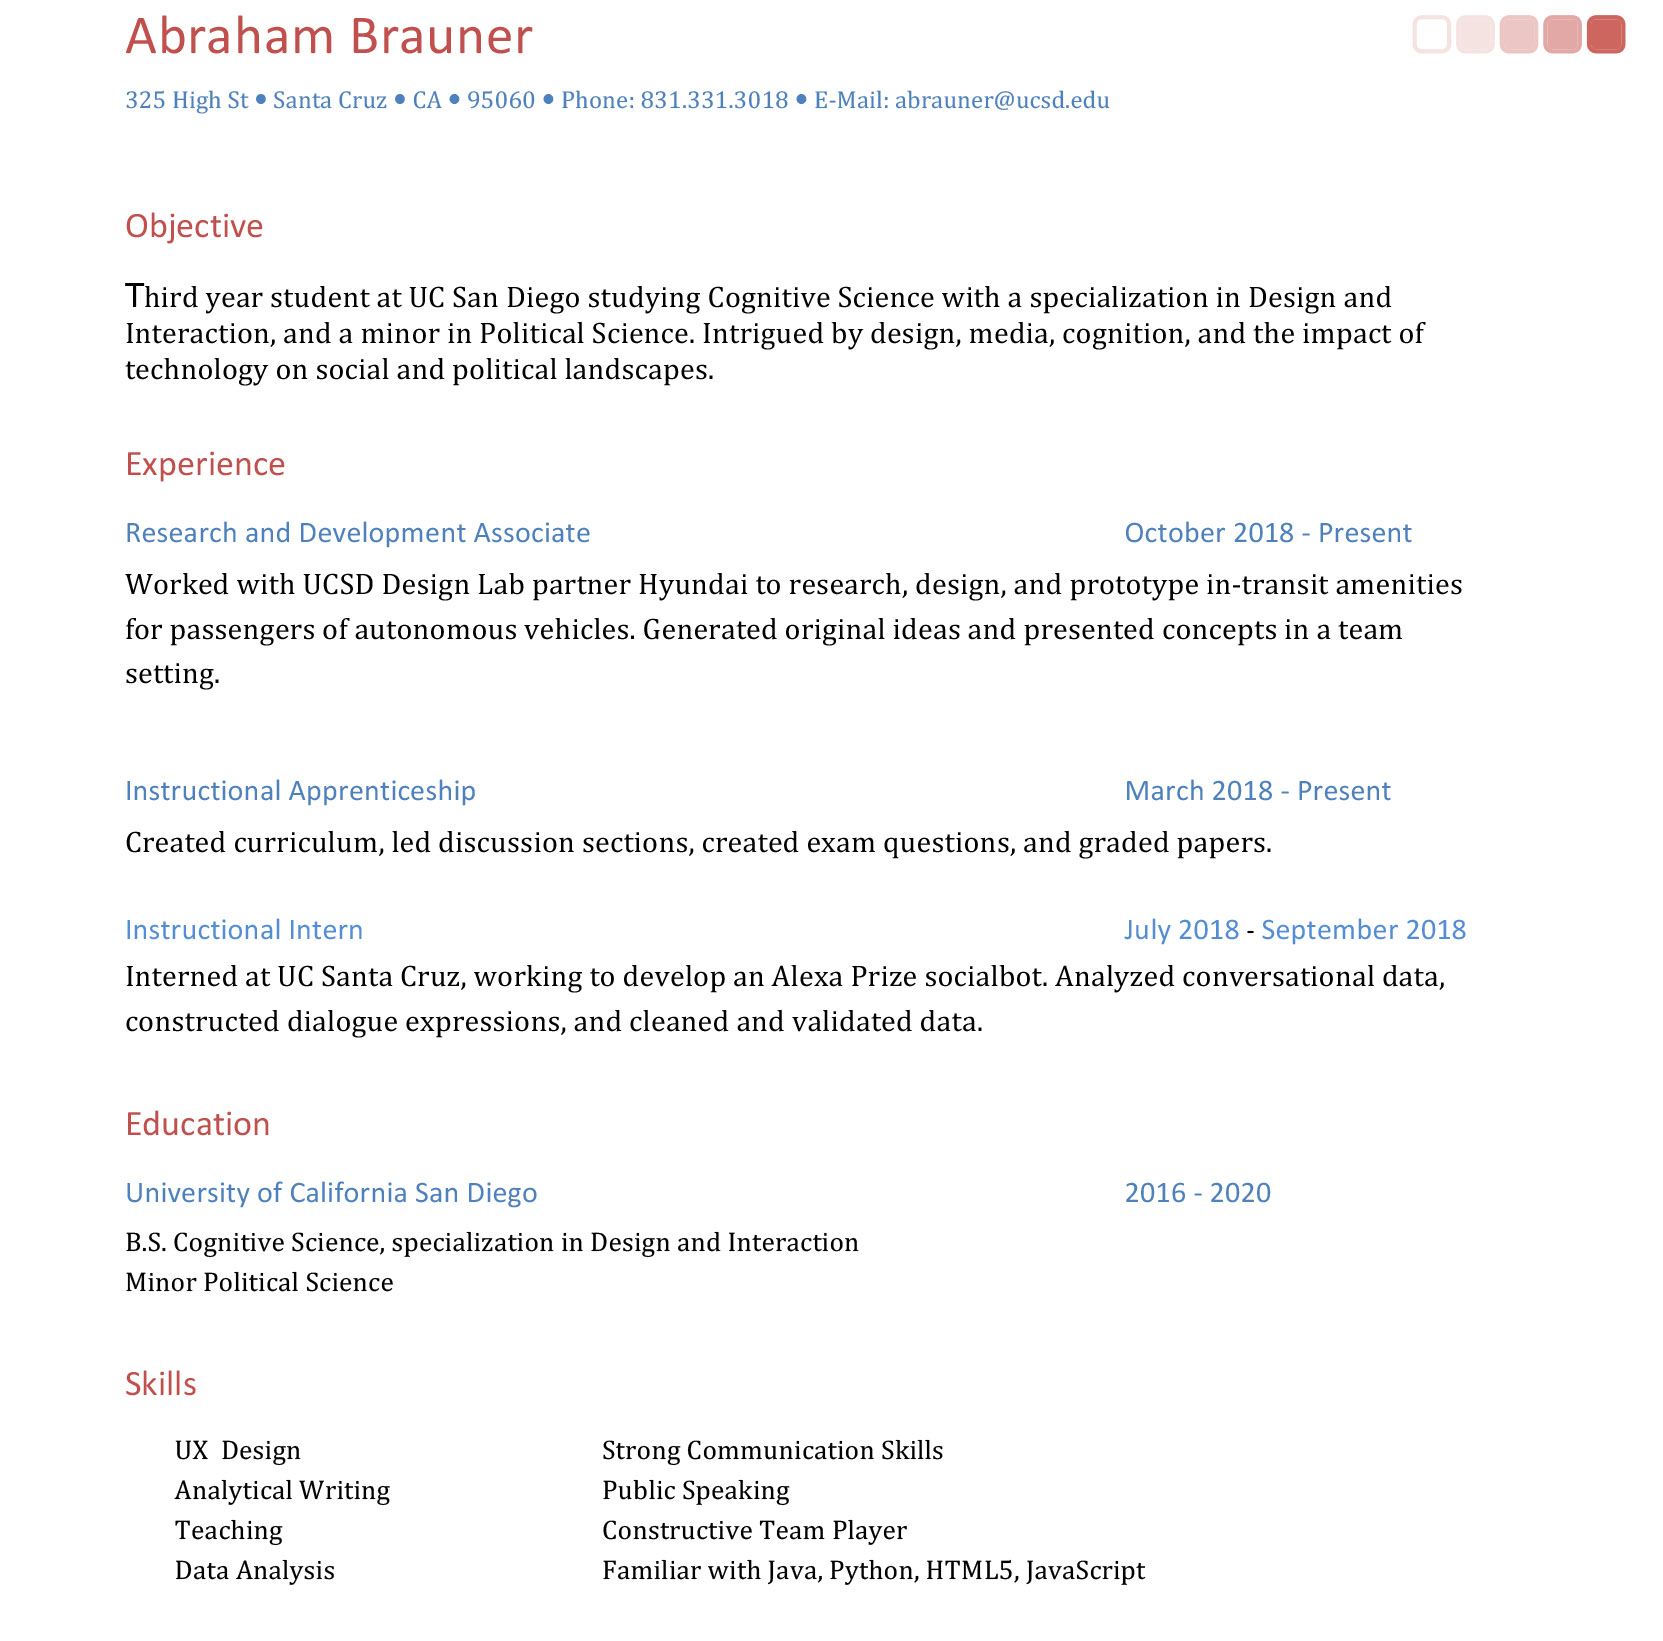 Abraham Brauner
325 High St • Santa Cruz • CA • 95060 • Phone: 831.331.3018 • E-Mail: abrauner@ucsd.edu
Objective
Third year student at UC San Diego studying Cognitive Science with a specialization in Design and
Interaction, and a minor in Political Science. Intrigued by design, media, cognition, and the impact of
technology on social and political landscapes.
Experience
Research and Development Associate October 2018 - Present
Worked with UCSD Design Lab partner Hyundai to research, design, and prototype in-transit amenities
for passengers of autonomous vehicles. Generated original ideas and presented concepts in a team
setting.
Instructional Apprenticeship March 2018 - Present
Created curriculum, led discussion sections, created exam questions, and graded papers.
Instructional Intern July 2018 - September 2018
Interned at UC Santa Cruz, working to develop an Alexa Prize socialbot. Analyzed conversational data,
constructed dialogue expressions, and cleaned and validated data.
Education
University of California San Diego 2016 - 2020
B.S. Cognitive Science, specialization in Design and Interaction
Minor Political Science
Skills
UX  Design Strong Communication Skills
Analytical Writing Public Speaking
Teaching Constructive Team Player
Data Analysis Familiar with Java, Python, HTML5, JavaScript